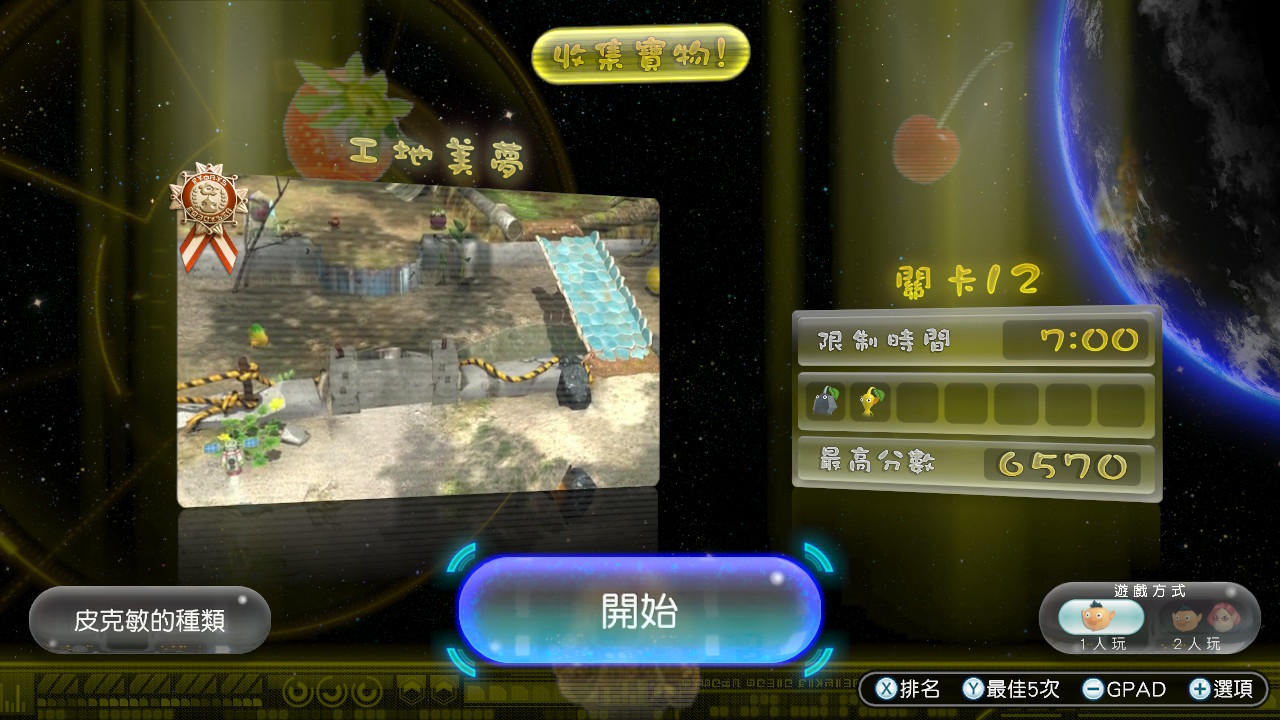 收集寶物!
工地美夢
關卡12
限制時間 7:00
最高分數 6570
開始
皮克敏的種類
遊戲方式
1人玩 2人玩
X排名 Y最佳5次 −GPAD +選項